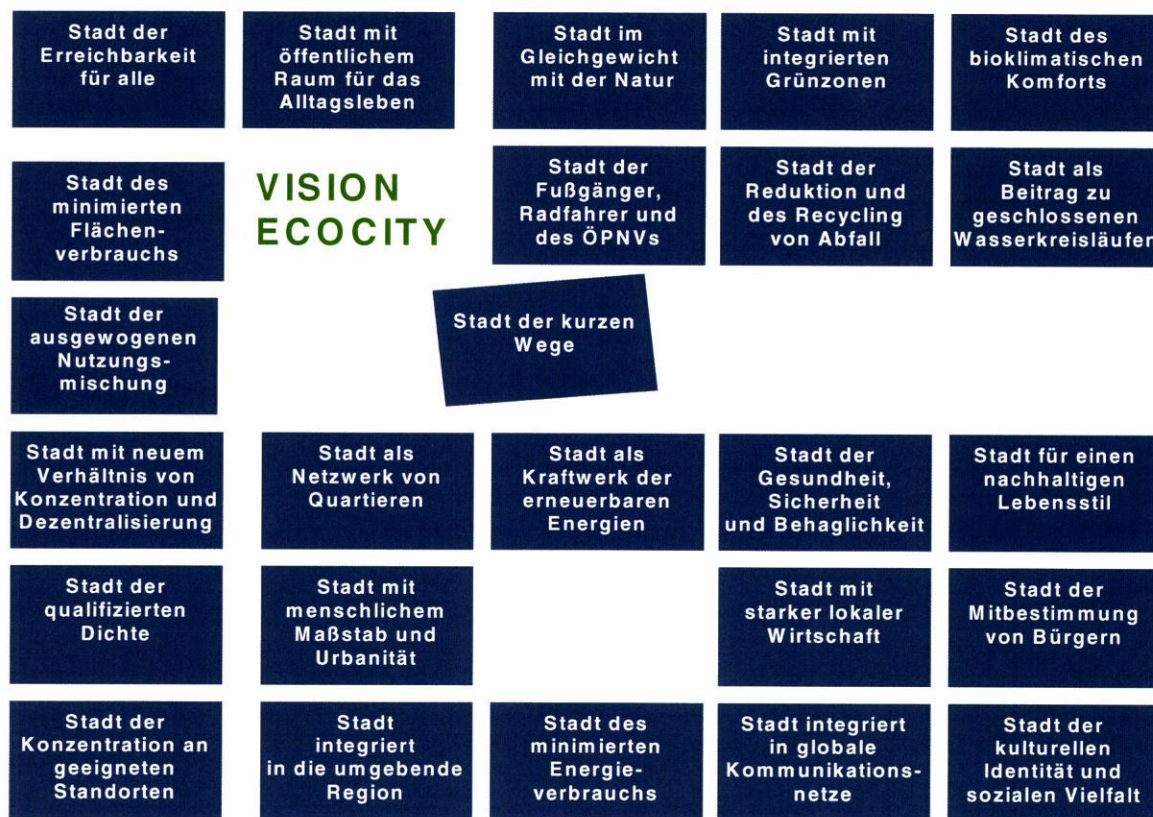 Stadt der
Erreichbarkeit
für alle
Stadt mit
öffentlichem
Raum für das
Alltagsleben
Stadt im
Gleichgewicht
mit der Natur
Stadt mit
integrierten
Grünzonen
Stadt des
bioklimatischen
Komforts
Stadt des
minimierten
Flächen-
verbrauchs
VISION
ECOCITY
Stadt der
Fußgänger,
Radfahrer und
des ÖPNVs
Stadt der
Reduktion und
des Recycling
von Abfall
Stadt als
Beitrag zu
geschlossenen
Wasserkreisläufen
Stadt der
ausgewogenen
Nutzungs-
mischung
Stadt der kurzen
Wege
Stadt mit neuem
Verhältnis von
Konzentration und
Dezentralisierung
Stadt als
Netzwerk von
Quartieren
Stadt als
Kraftwerk der
erneuerbaren
Energien
Stadt der
Gesundheit,
Sicherheit
und Behaglichkeit
Stadt für einen
nachhaltigen
Lebensstil
Stadt der
qualifizierten
Dichte
Stadt mit
menschlichem
Maßstab und
Urbanität
Stadt mit
starker lokaler
Wirtschaft
Stadt der
Mitbestimmung
von Bürgern
Stadt der
Konzentration an
geeigneten
Standorten
Stadt
integriert
in die umgebende
Region
Stadt des
minimierten
Energie-
verbrauchs
Stadt integriert
in globale
Kommunikations-
netze
Stadt der
kulturellen
Identität und
sozialen Vielfalt